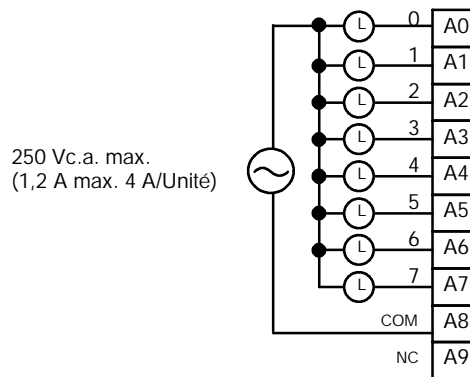 L 0 A0
L 1 A1
L 2 A2
L 3 A3
250 Vc.a. max.
(1,2 A max. 4 A/Unité)
L 4 A4
L 5 A5
L 6 A6
L 7 A7
COM A8
NC A9